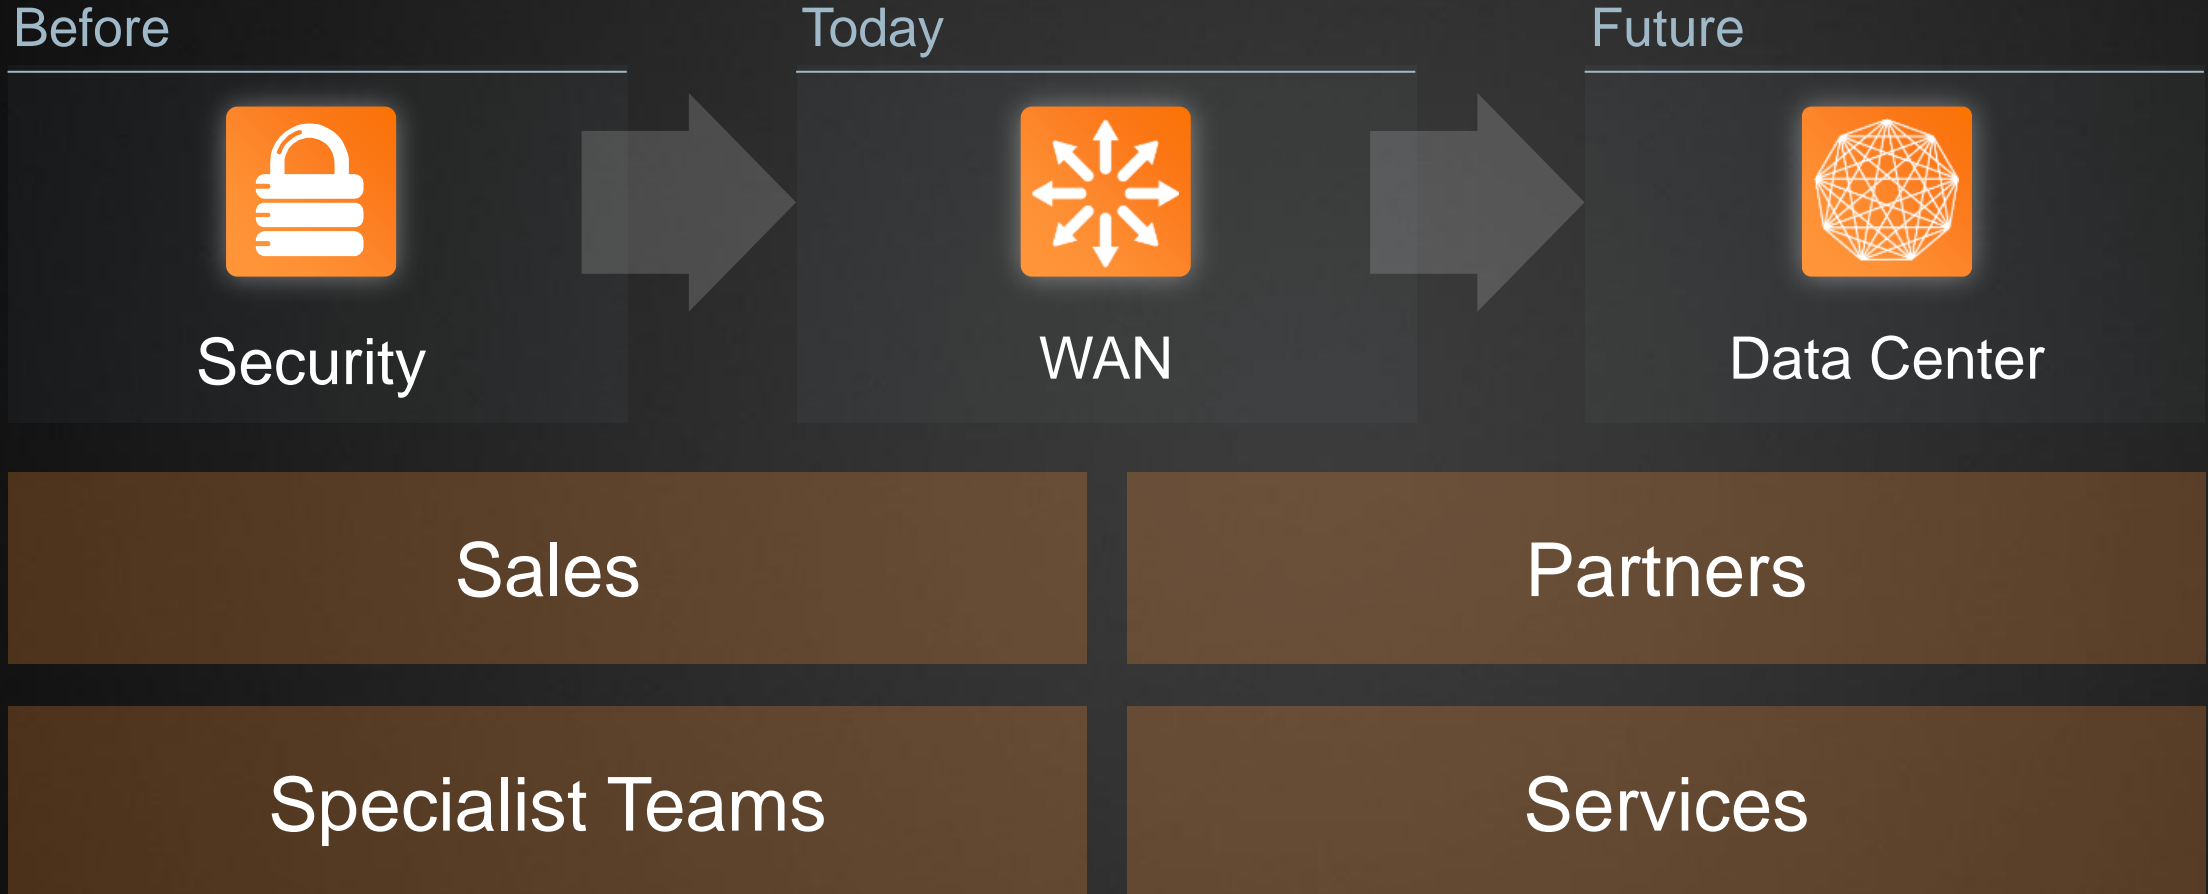 Before
Today
Future
Security
WAN
Data Center
Sales
Partners
Specialist Teams
Services